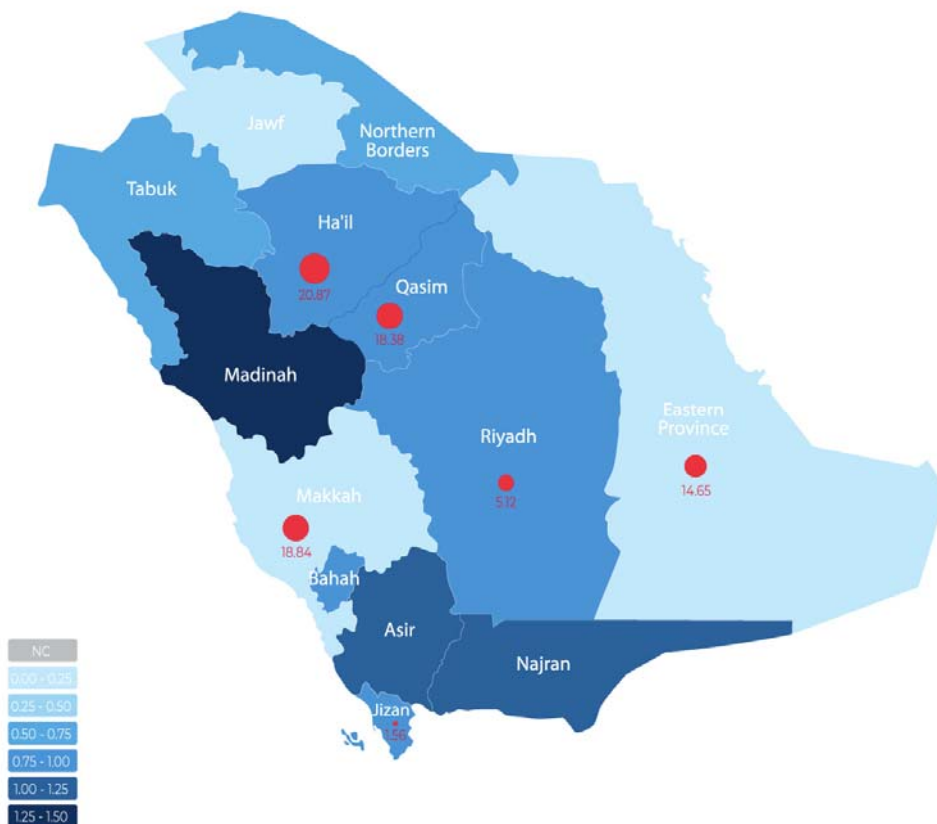 Jawf
Northern
Borders
Tabuk
Ha'il
20.87
Qasim
18.38
Madinah
Riyadh
5.12
Eastern
Province
14.65
Makkah
18.84
Bahah
Asir
Najran
Jizan
1.56
NC
0.00 - 0.25
0.25 - 0.50
0.50 - 0.75
0.75 - 1.00
1.00 - 1.25
1.25 - 1.50